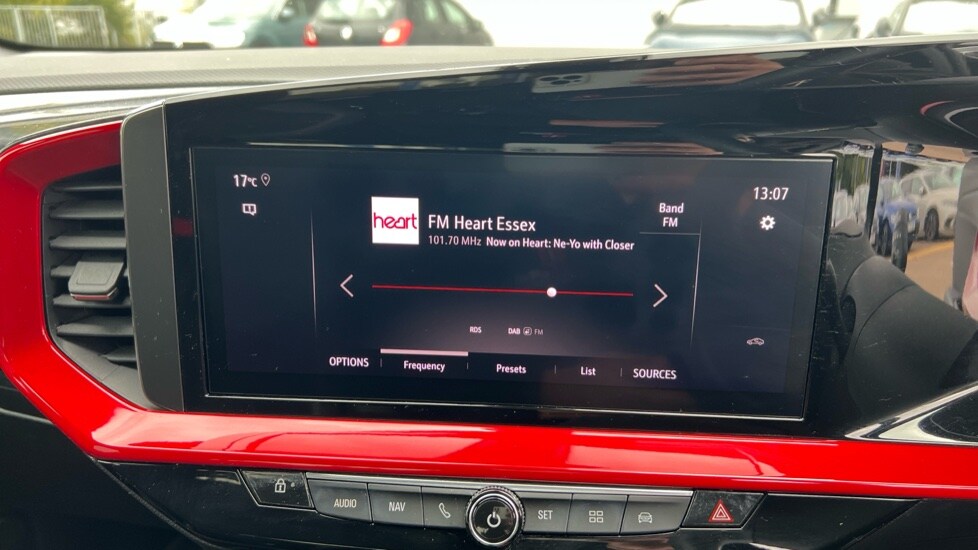 17°C
13:07
heart
FM Heart Essex
101.70 MHz Now on Heart: Ne-Yo with Closer
Band
FM
RDS
DAB FM
OPTIONS
Frequency
Presets
List
SOURCES
AUDIO
NAV
SET